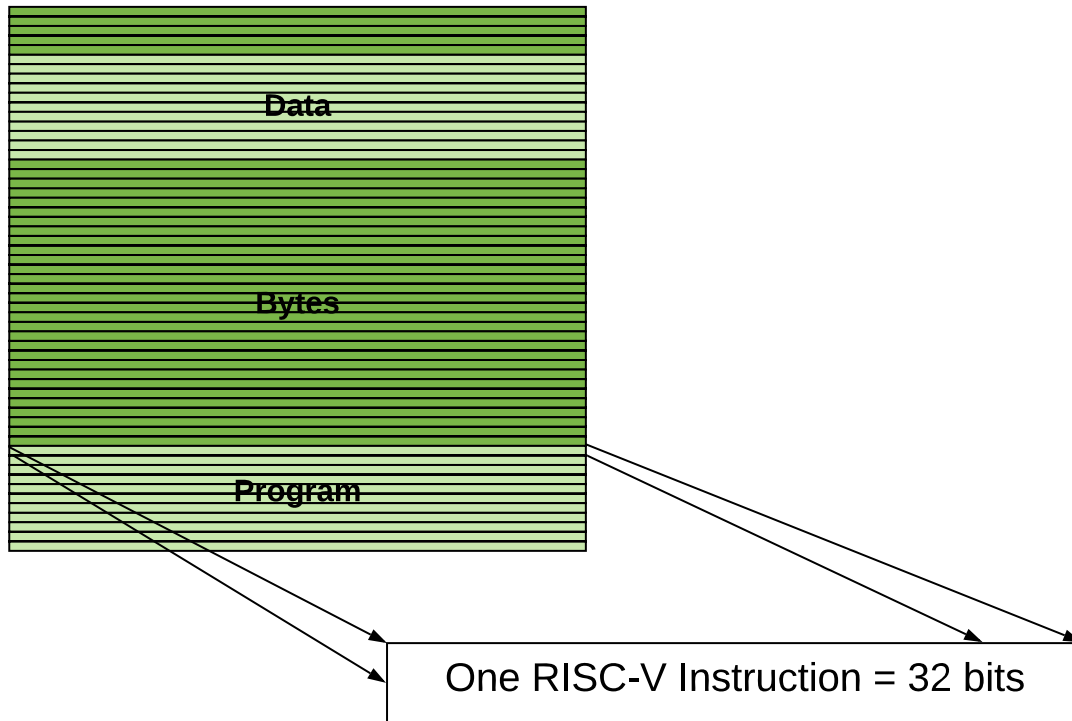 Data
Bytes
Program
One RISC-V Instruction = 32 bits